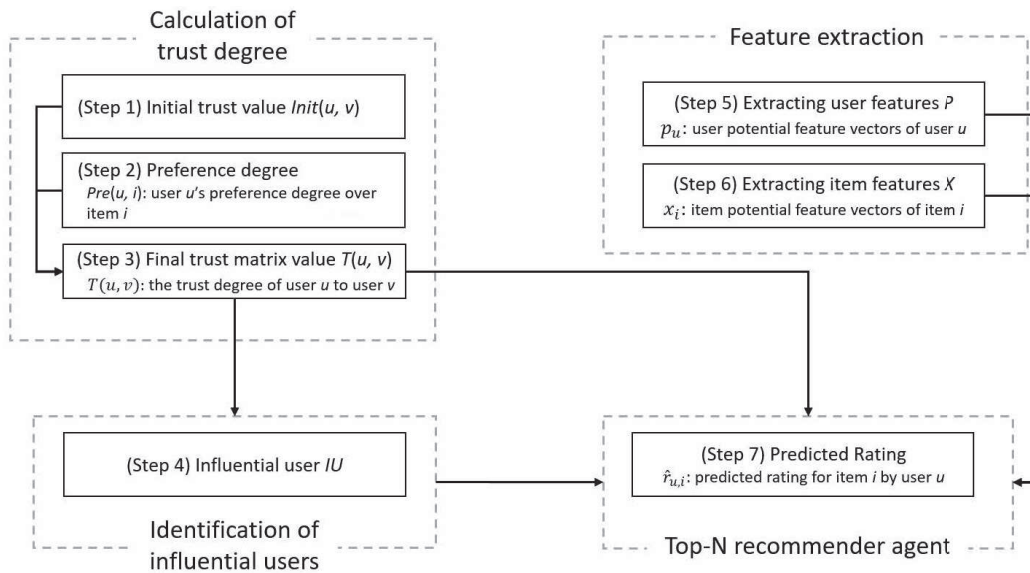 Calculation of
trust degree
(Step 1) Initial trust value Init(u, v)
(Step 2) Preference degree
Pre(u, i): user u's preference degree over
item i
(Step 3) Final trust matrix value T(u, v)
T(u, v): the trust degree of user u to user v
Feature extraction
(Step 5) Extracting user features P
p_u: user potential feature vectors of user u
(Step 6) Extracting item features X
x_i: item potential feature vectors of item i
(Step 4) Influential user IU
Identification of
influential users
(Step 7) Predicted Rating
r̂_{u,i}: predicted rating for item i by user u
Top-N recommender agent